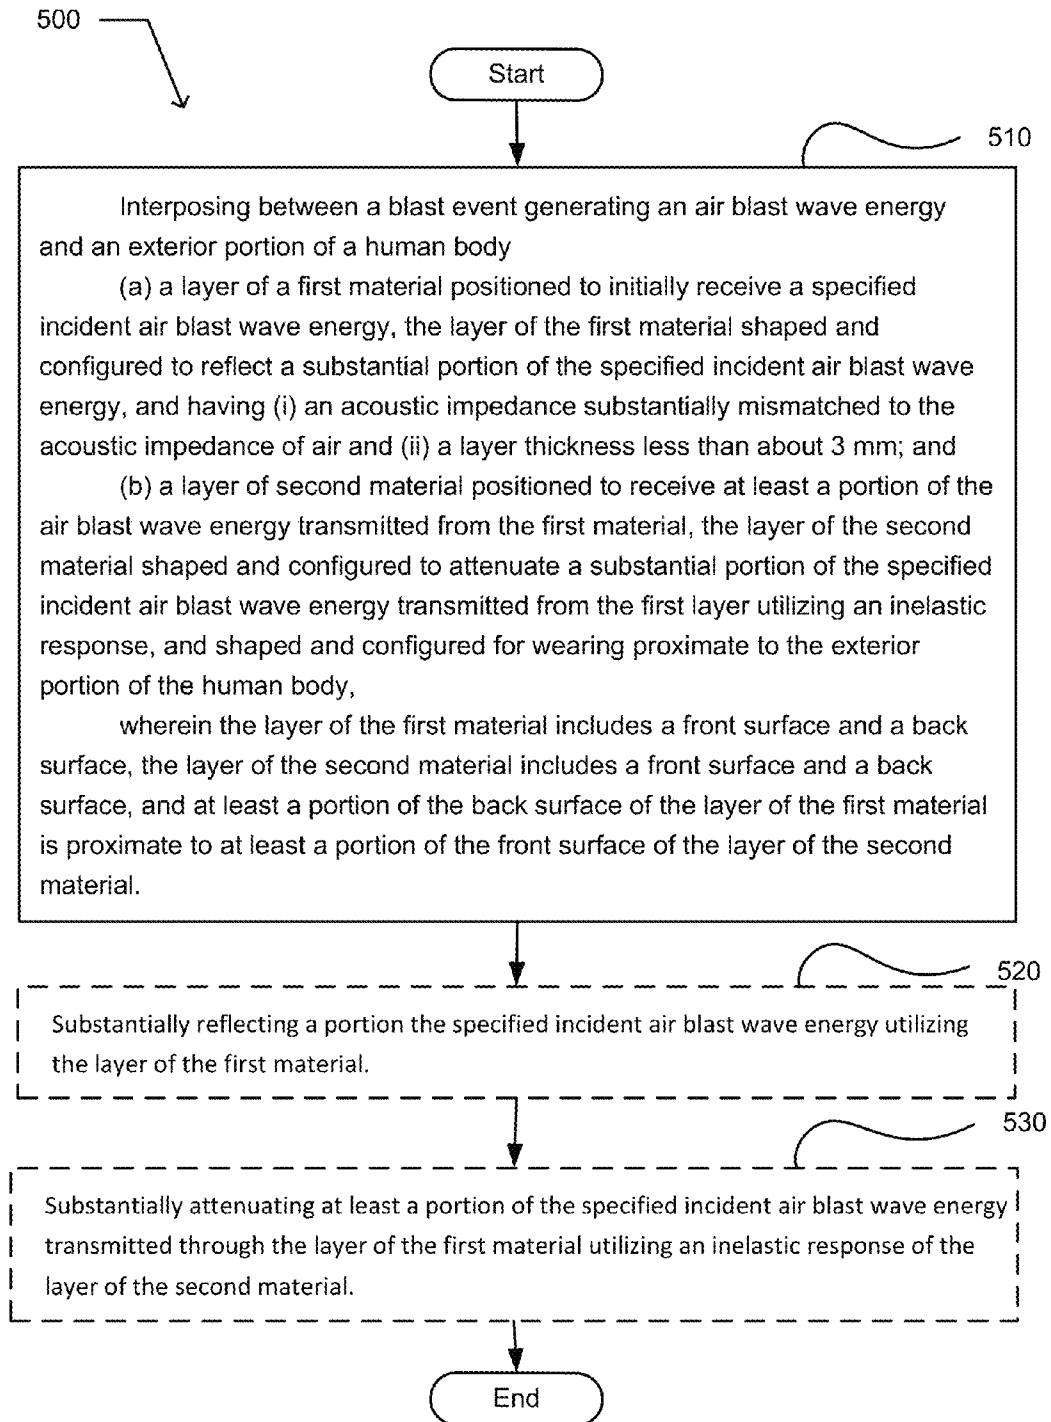 500
Start
510
Interposing between a blast event generating an air blast wave energy
and an exterior portion of a human body
(a) a layer of a first material positioned to initially receive a specified
incident air blast wave energy, the layer of the first material shaped and
configured to reflect a substantial portion of the specified incident air blast wave
energy, and having (i) an acoustic impedance substantially mismatched to the
acoustic impedance of air and (ii) a layer thickness less than about 3 mm; and
(b) a layer of second material positioned to receive at least a portion of the
air blast wave energy transmitted from the first material, the layer of the second
material shaped and configured to attenuate a substantial portion of the specified
incident air blast wave energy transmitted from the first layer utilizing an inelastic
response, and shaped and configured for wearing proximate to the exterior
portion of the human body,
wherein the layer of the first material includes a front surface and a back
surface, the layer of the second material includes a front surface and a back
surface, and at least a portion of the back surface of the layer of the first material
is proximate to at least a portion of the front surface of the layer of the second
material.
520
Substantially reflecting a portion the specified incident air blast wave energy utilizing
the layer of the first material.
530
Substantially attenuating at least a portion of the specified incident air blast wave energy
transmitted through the layer of the first material utilizing an inelastic response of the
layer of the second material.
End